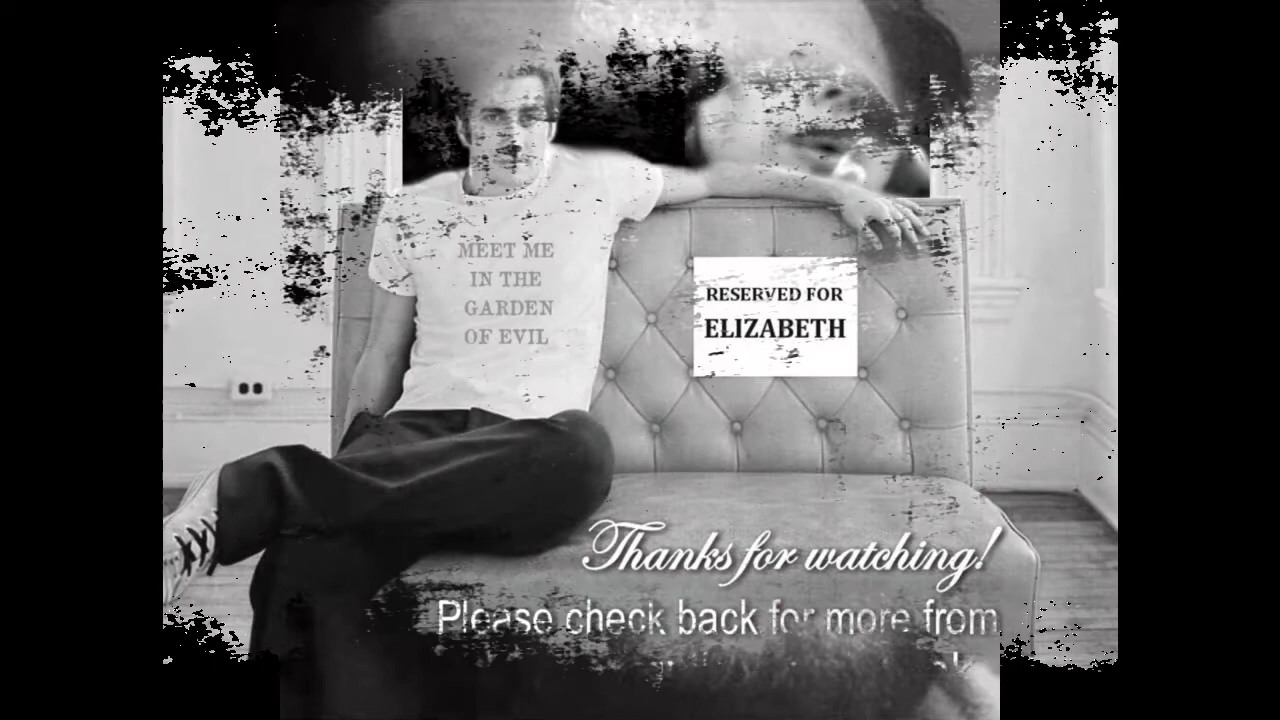 MEET ME
IN THE
GARDEN
OF EVIL
RESERVED FOR
ELIZABETH
Thanks for watching!
Please check back for more from